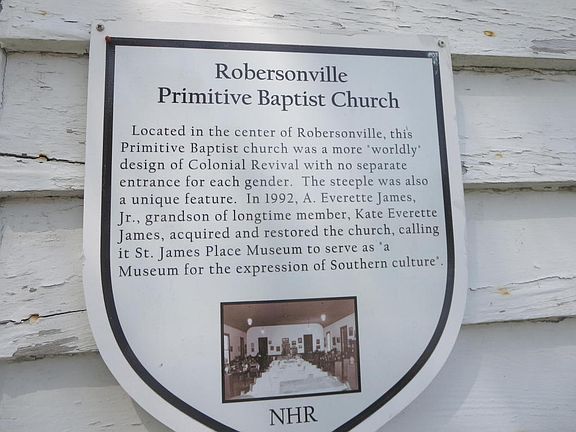 Robersonville
Primitive Baptist Church
Located in the center of Robersonville, this
Primitive Baptist church was a more "worldly"
design of Colonial Revival with no separate
entrance for each gender. The steeple was also
a unique feature. In 1992, A. Everette James,
Jr., grandson of longtime member, Kate Everette
James, acquired and restored the church, calling
it St. James Place Museum to serve as "a
Museum for the expression of Southern culture".
NHR